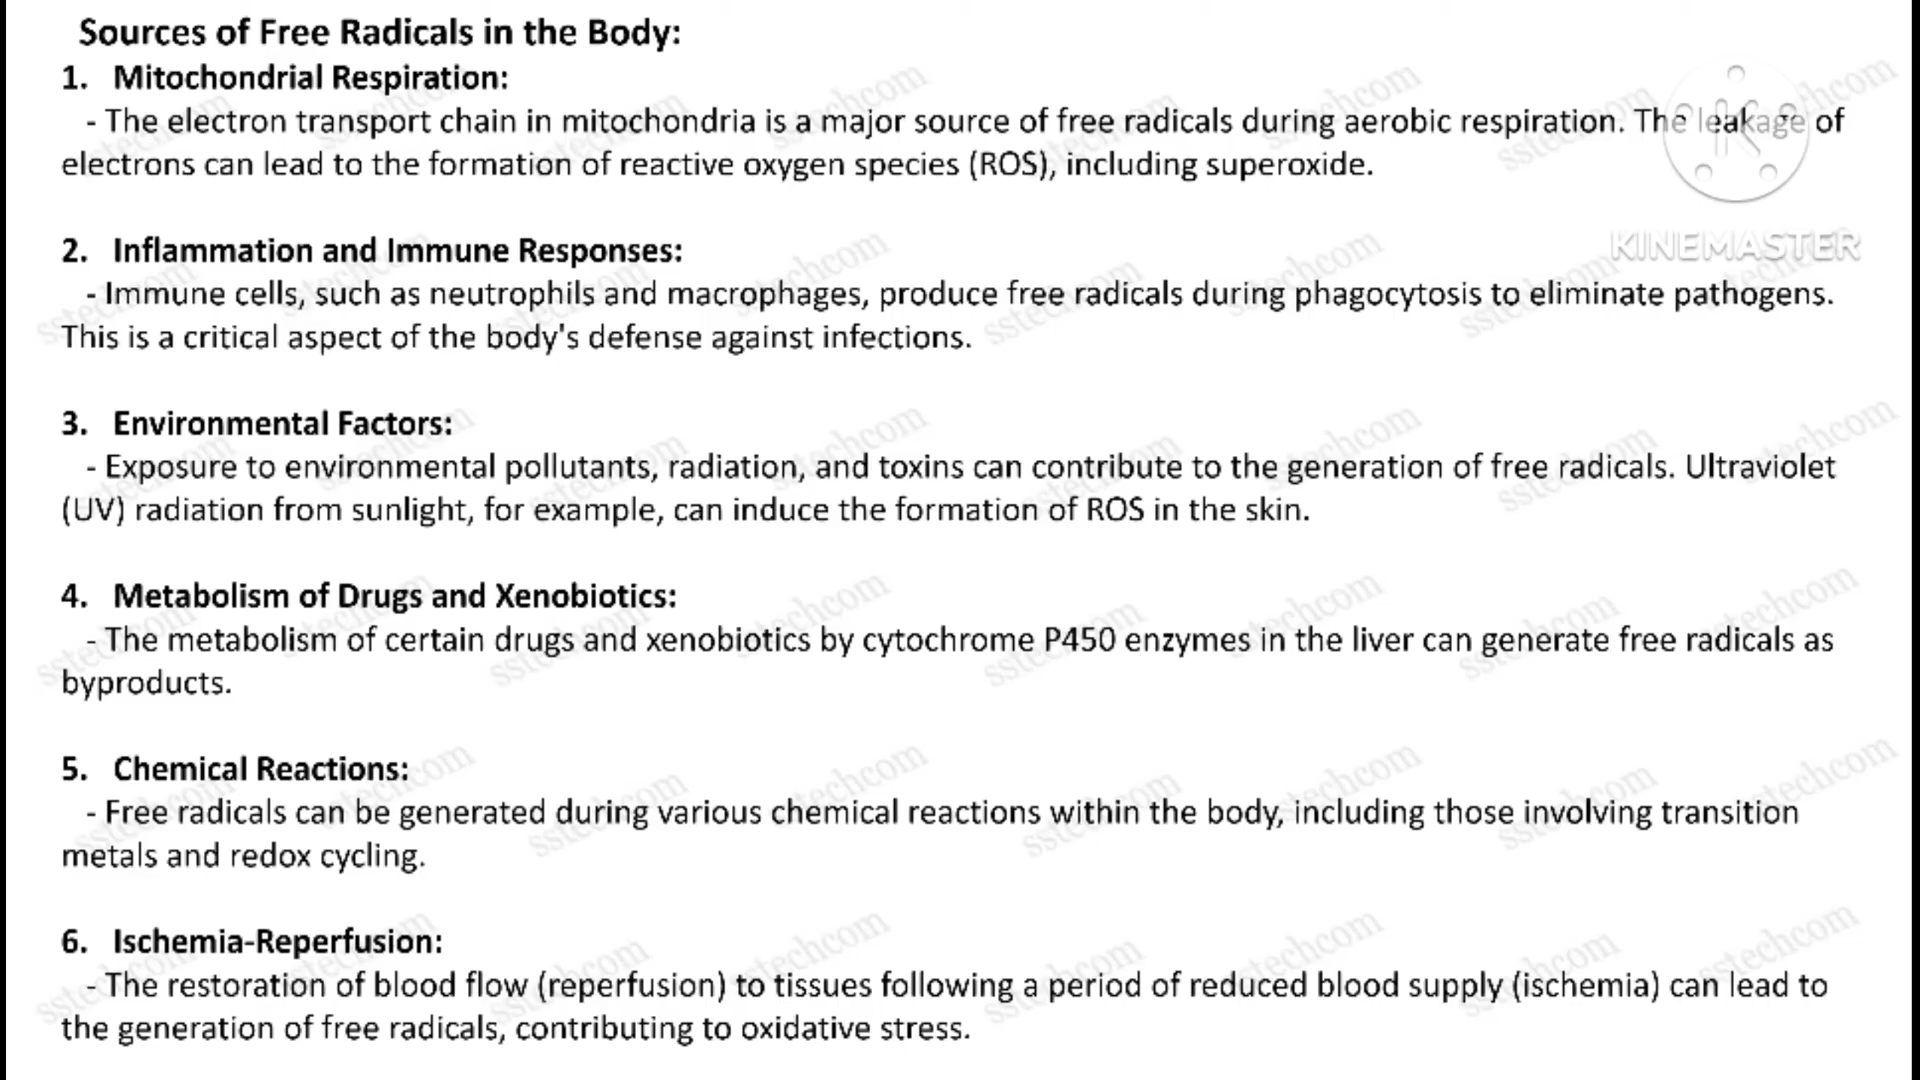 Sources of Free Radicals in the Body:
1. Mitochondrial Respiration:
- The electron transport chain in mitochondria is a major source of free radicals during aerobic respiration. The leakage of
electrons can lead to the formation of reactive oxygen species (ROS), including superoxide.
KINEMASTER
2. Inflammation and Immune Responses:
- Immune cells, such as neutrophils and macrophages, produce free radicals during phagocytosis to eliminate pathogens.
This is a critical aspect of the body's defense against infections.
3. Environmental Factors:
- Exposure to environmental pollutants, radiation, and toxins can contribute to the generation of free radicals. Ultraviolet
(UV) radiation from sunlight, for example, can induce the formation of ROS in the skin.
4. Metabolism of Drugs and Xenobiotics:
- The metabolism of certain drugs and xenobiotics by cytochrome P450 enzymes in the liver can generate free radicals as
byproducts.
5. Chemical Reactions:
- Free radicals can be generated during various chemical reactions within the body, including those involving transition
metals and redox cycling.
6. Ischemia-Reperfusion:
- The restoration of blood flow (reperfusion) to tissues following a period of reduced blood supply (ischemia) can lead to
the generation of free radicals, contributing to oxidative stress.
sstechcom